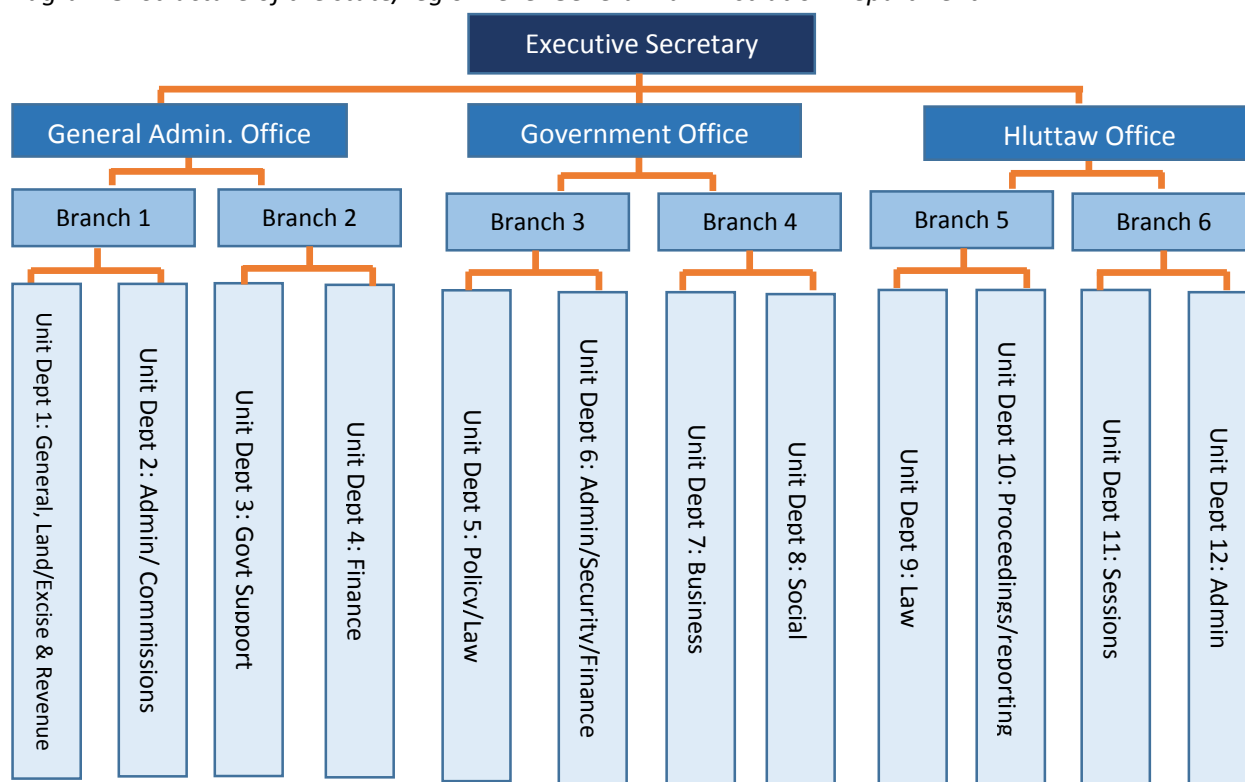 Executive Secretary
General Admin. Office
Government Office
Hluttaw Office
Branch 1
Branch 2
Branch 3
Branch 4
Branch 5
Branch 6
Unit Dept 1: General, Land/Excise & Revenue
Unit Dept 2: Admin/ Commissions
Unit Dept 3: Govt Support
Unit Dept 4: Finance
Unit Dept 5: Policy/Law
Unit Dept 6: Admin/Security/Finance
Unit Dept 7: Business
Unit Dept 8: Social
Unit Dept 9: Law
Unit Dept 10: Proceedings/reporting
Unit Dept 11: Sessions
Unit Dept 12: Admin